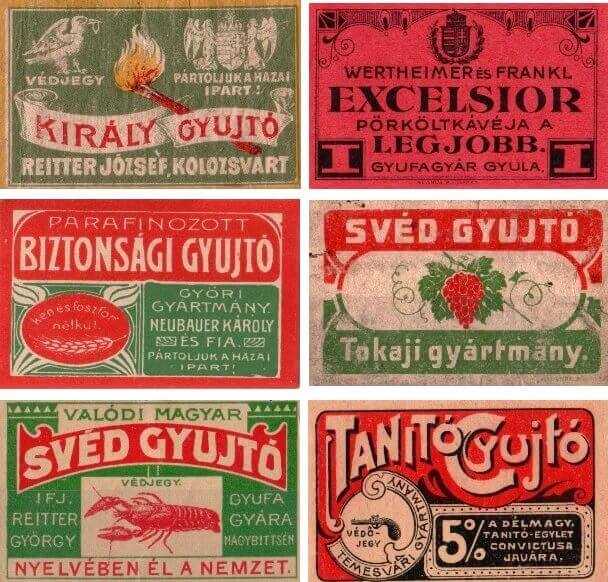 VÉDJEGY
PÁRTOLJUK A HAZAI
IPART!
KIRÁLY GYUJTÓ
REITTER JÓZSEF, KOLOZSVÁRT
WERTHEIMER és FRANKL
EXCELSIOR
PÖRKÖLTKÁVÉJA A
LEGJOBB.
I I
GYUFAGYÁR GYULA.
PARAFINOZOTT
BIZTONSÁGI GYUJTÓ
kén és foszfor
nélkül.
GYŐRI
GYÁRTMÁNY.
NEUBAUER KÁROLY
ÉS FIA.
PÁRTOLJUK A HAZAI
IPART!
SVÉD GYUJTÓ
Tokaji gyártmány.
VALÓDI MAGYAR
SVÉD GYUJTÓ
VÉDJEGY.
IFJ.
REITTER
GYÖRGY
GYUFA
GYÁRA
NAGYBITTSÉN
NYELVÉBEN ÉL A NEMZET.
TANITÓ GYUJTÓ
VÉDŐ-
JEGY
TEMESVÁRI GYÁRTMÁNY
5%
A DÉLMAGY.
TANITÓ-EGYLET
CONVICTUSA
JAVÁRA.